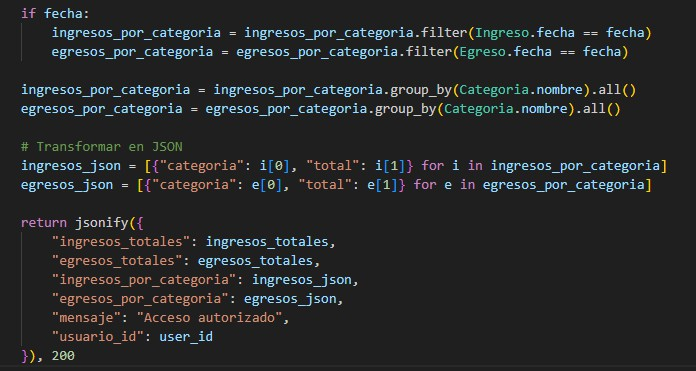 if fecha:
    ingresos_por_categoria = ingresos_por_categoria.filter(Ingreso.fecha == fecha)
    egresos_por_categoria = egresos_por_categoria.filter(Egreso.fecha == fecha)

ingresos_por_categoria = ingresos_por_categoria.group_by(Categoria.nombre).all()
egresos_por_categoria = egresos_por_categoria.group_by(Categoria.nombre).all()

# Transformar en JSON
ingresos_json = [{"categoria": i[0], "total": i[1]} for i in ingresos_por_categoria]
egresos_json = [{"categoria": e[0], "total": e[1]} for e in egresos_por_categoria]

return jsonify({
    "ingresos_totales": ingresos_totales,
    "egresos_totales": egresos_totales,
    "ingresos_por_categoria": ingresos_json,
    "egresos_por_categoria": egresos_json,
    "mensaje": "Acceso autorizado",
    "usuario_id": user_id
}), 200